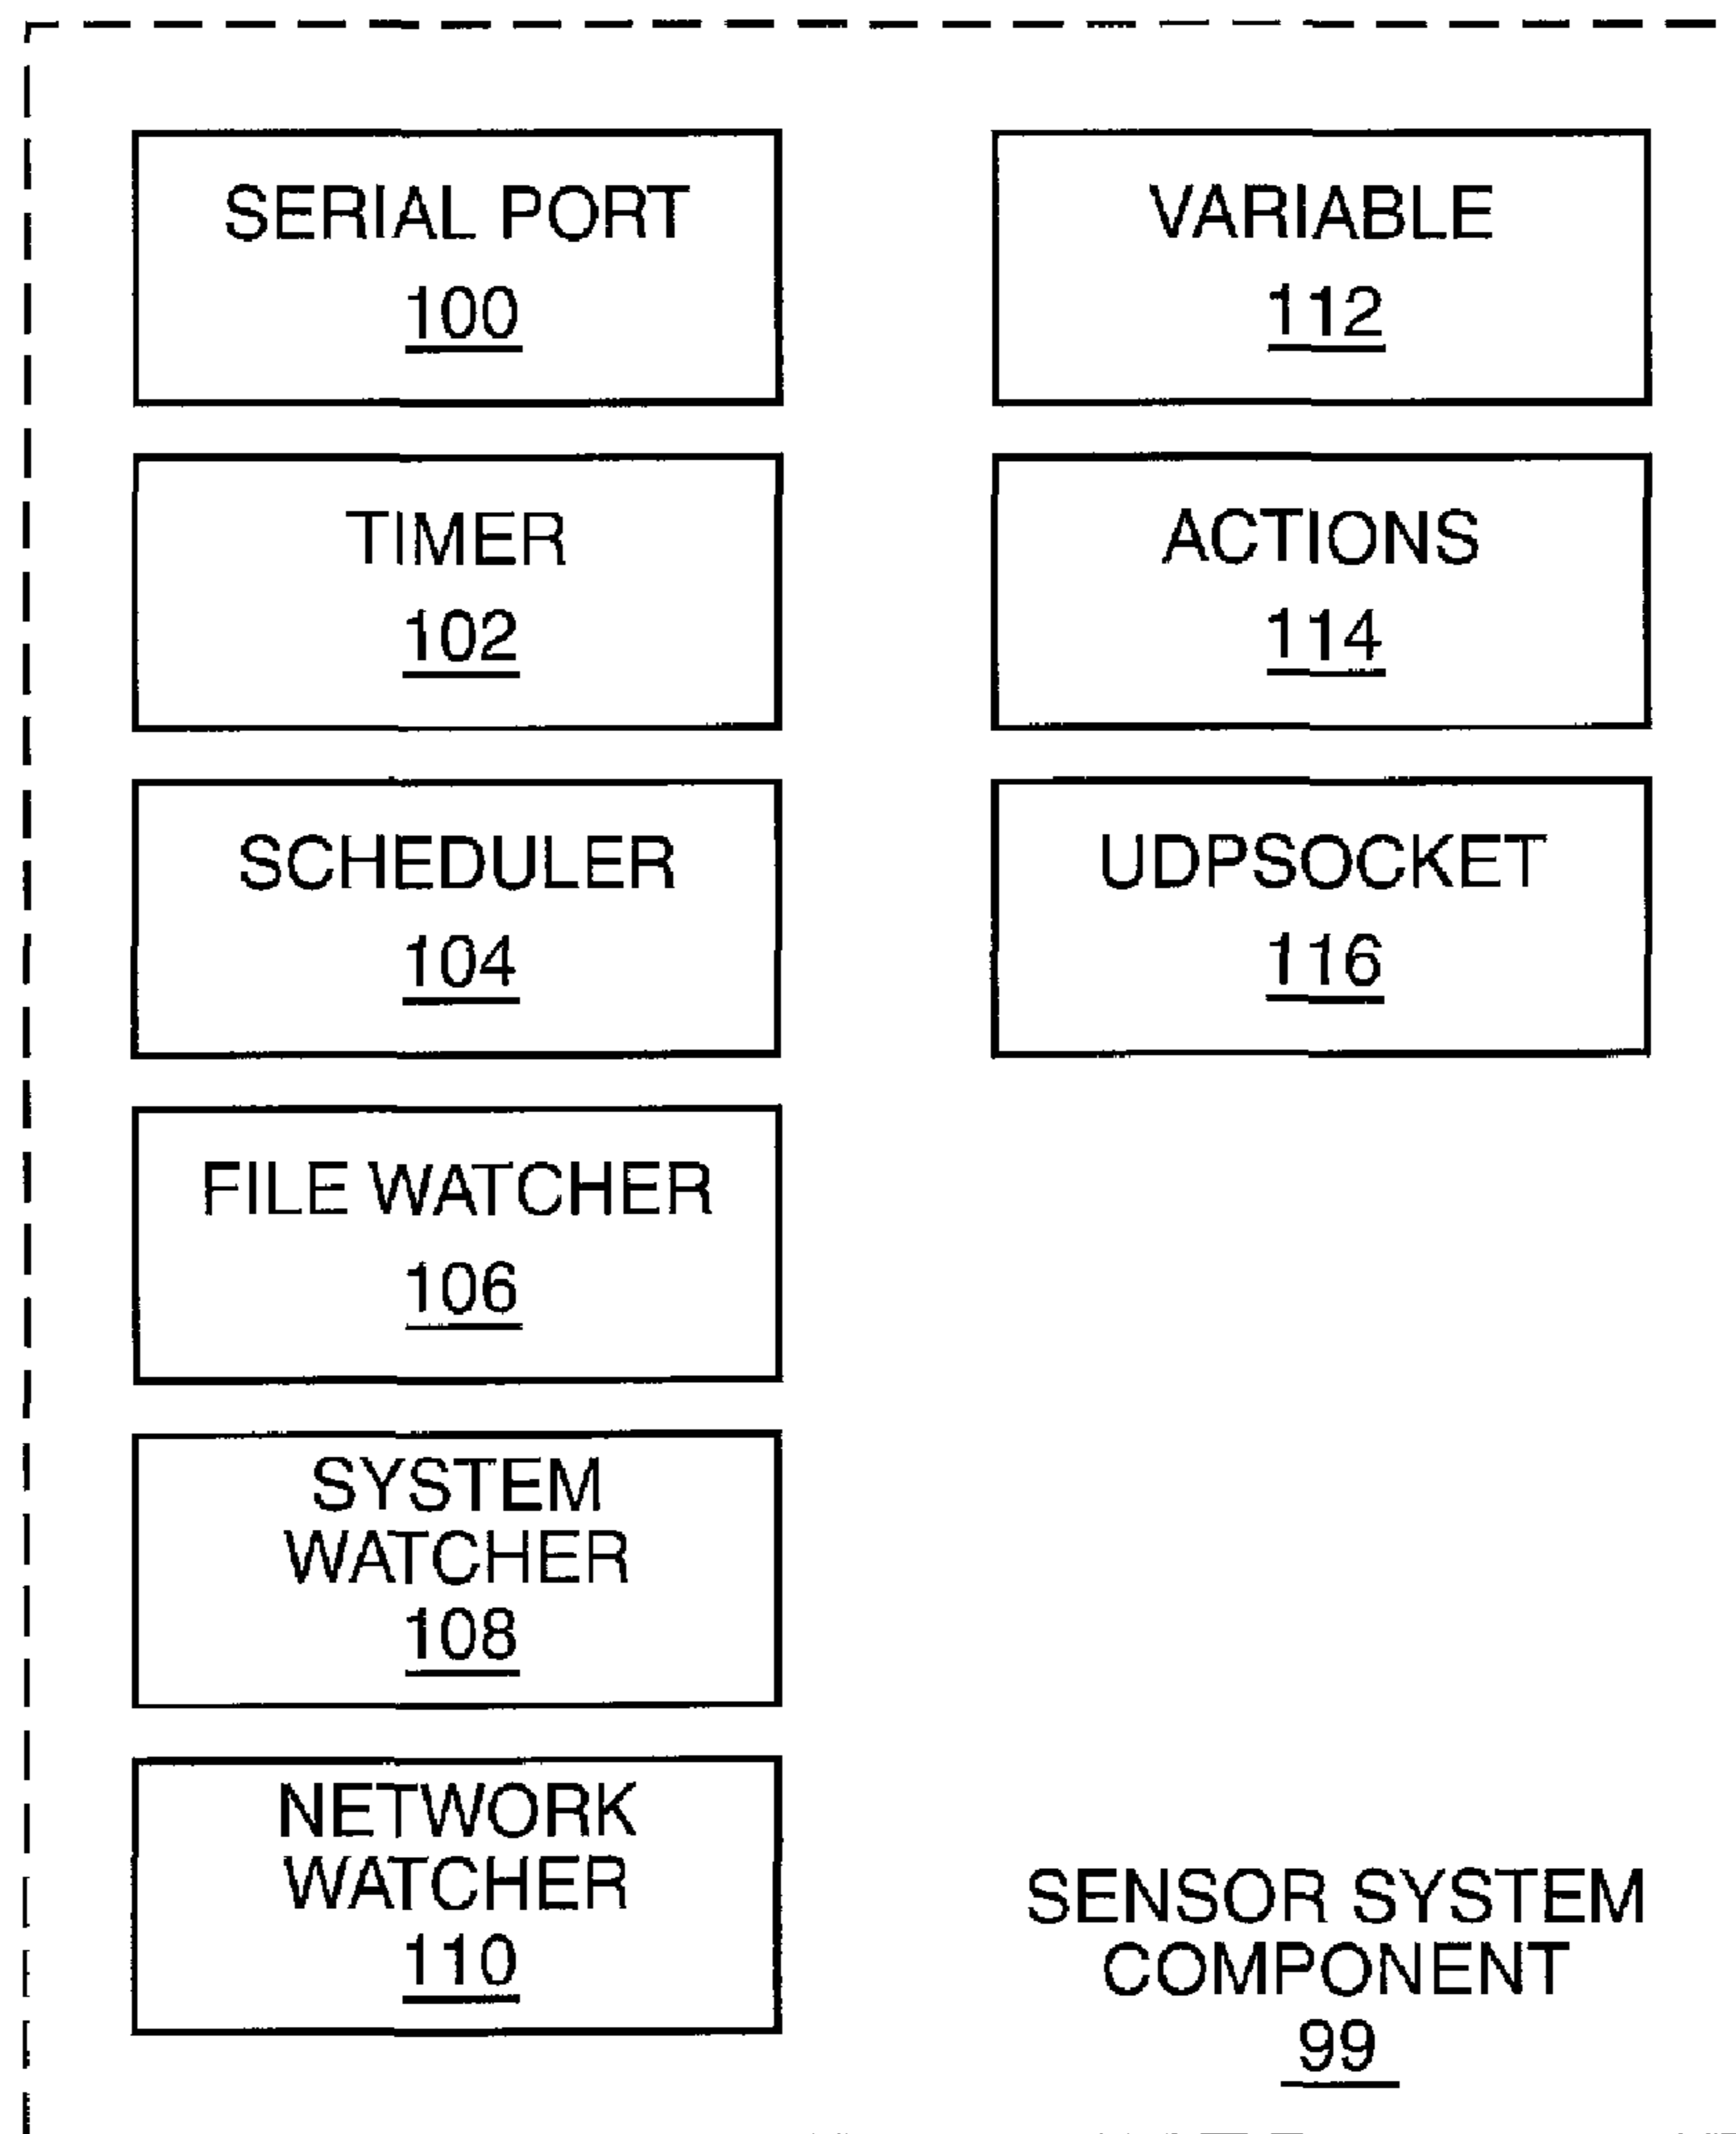 SERIAL PORT
100
TIMER
102
SCHEDULER
104
FILE WATCHER
106
SYSTEM
WATCHER
108
NETWORK
WATCHER
110
VARIABLE
112
ACTIONS
114
UDPSOCKET
116
SENSOR SYSTEM
COMPONENT
99